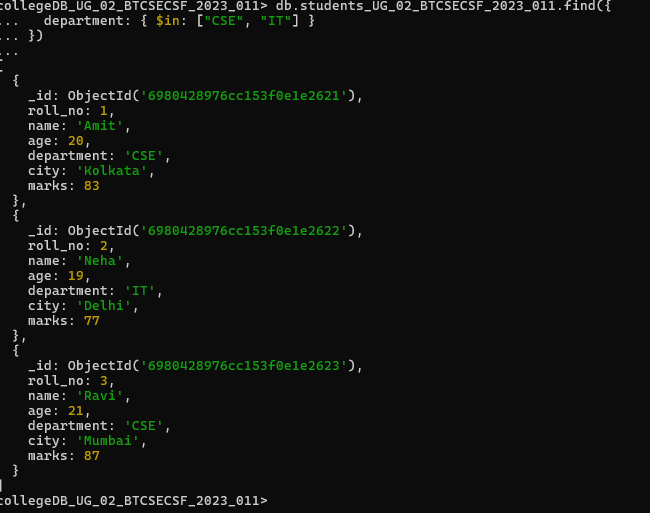 collegeDB_UG_02_BTCSECSF_2023_011> db.students_UG_02_BTCSECSF_2023_011.find({
...   department: { $in: ["CSE", "IT"] }
... })
...
[
  {
    _id: ObjectId('6980428976cc153f0e1e2621'),
    roll_no: 1,
    name: 'Amit',
    age: 20,
    department: 'CSE',
    city: 'Kolkata',
    marks: 83
  },
  {
    _id: ObjectId('6980428976cc153f0e1e2622'),
    roll_no: 2,
    name: 'Neha',
    age: 19,
    department: 'IT',
    city: 'Delhi',
    marks: 77
  },
  {
    _id: ObjectId('6980428976cc153f0e1e2623'),
    roll_no: 3,
    name: 'Ravi',
    age: 21,
    department: 'CSE',
    city: 'Mumbai',
    marks: 87
  }
]
collegeDB_UG_02_BTCSECSF_2023_011>